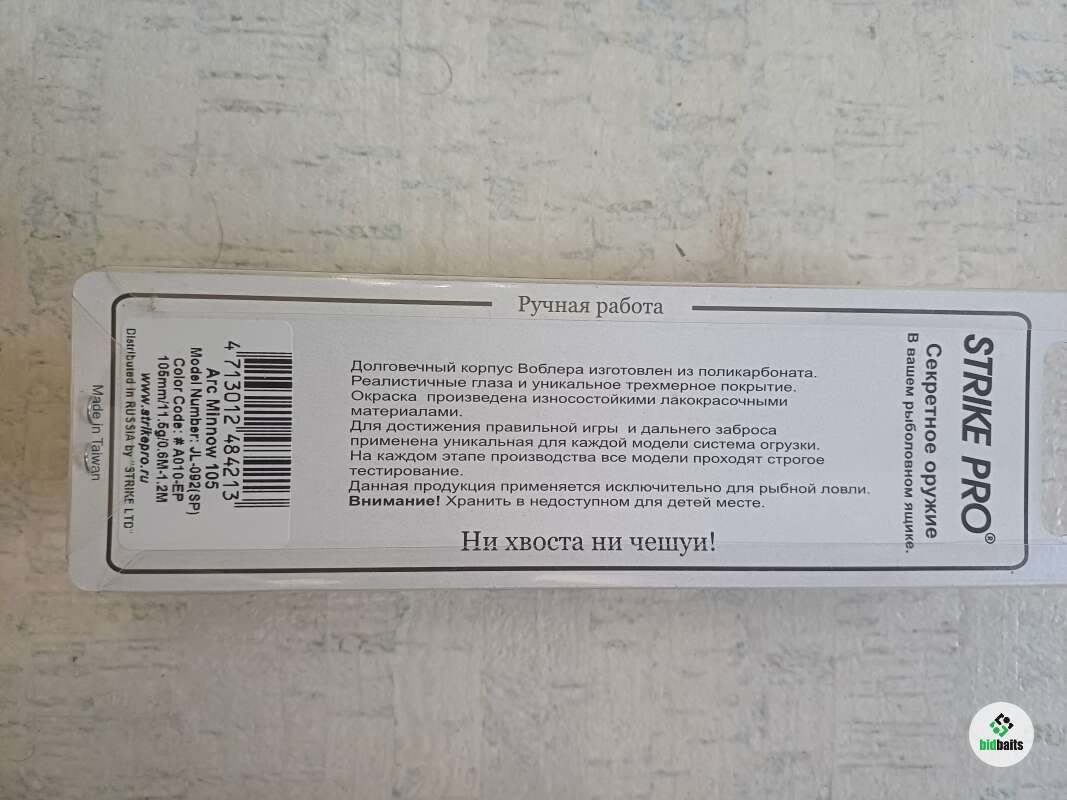 STRIKE PRO®
Секретное оружие
В вашем рыболовном ящике.
Ручная работа
Долговечный корпус Воблера изготовлен из поликарбоната.
Реалистичные глаза и уникальное трехмерное покрытие.
Окраска произведена износостойкими лакокрасочными
материалами.
Для достижения правильной игры и дальнего заброса
применена уникальная для каждой модели система огрузки.
На каждом этапе производства все модели проходят строгое
тестирование.
Данная продукция применяется исключительно для рыбной ловли.
Внимание! Хранить в недоступном для детей месте.
Ни хвоста ни чешуи!
4 713012 484213
Arc Minnow 105
Model Number: JL-092(SP)
Color Code: # A010-EP
105mm/11.5g/0.6M-1.2M
www.strikepro.ru
Distributed in RUSSIA by "STRIKE LTD"
Made in Taiwan
bidbaits